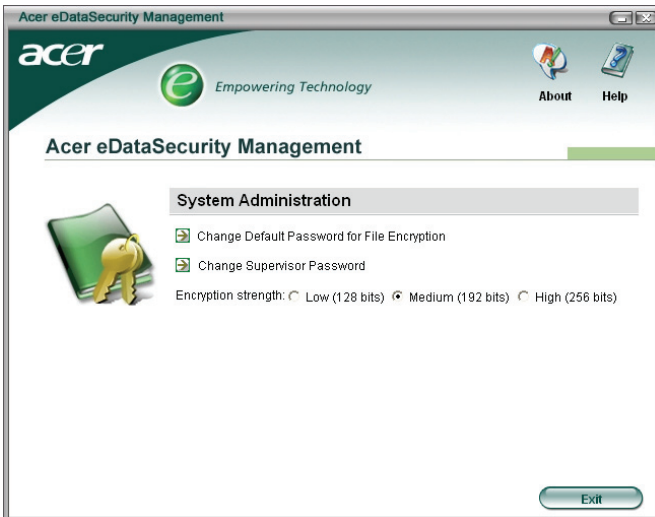 Acer eDataSecurity Management
acer
e Empowering Technology
About Help
Acer eDataSecurity Management
System Administration
Change Default Password for File Encryption
Change Supervisor Password
Encryption strength: Low (128 bits) Medium (192 bits) High (256 bits)
Exit